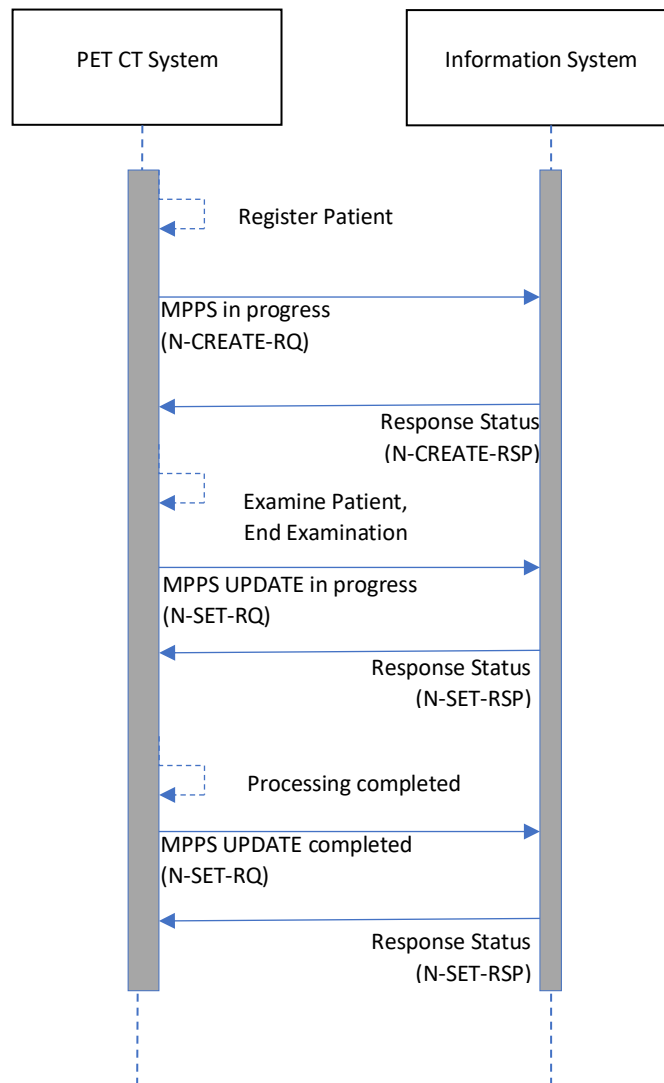 PET CT System
Information System
Register Patient
MPPS in progress
(N-CREATE-RQ)
Response Status
(N-CREATE-RSP)
Examine Patient,
End Examination
MPPS UPDATE in progress
(N-SET-RQ)
Response Status
(N-SET-RSP)
Processing completed
MPPS UPDATE completed
(N-SET-RQ)
Response Status
(N-SET-RSP)